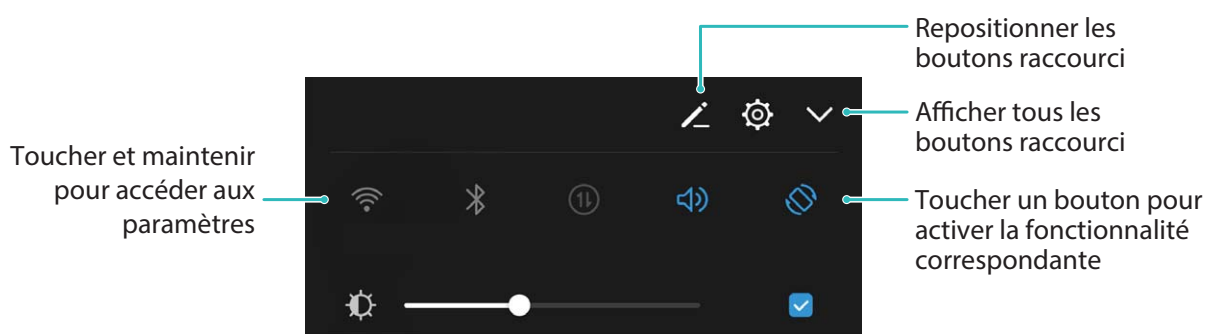 Repositionner les
boutons raccourci
Afficher tous les
boutons raccourci
Toucher et maintenir
pour accéder aux
paramètres
Toucher un bouton pour
activer la fonctionnalité
correspondante